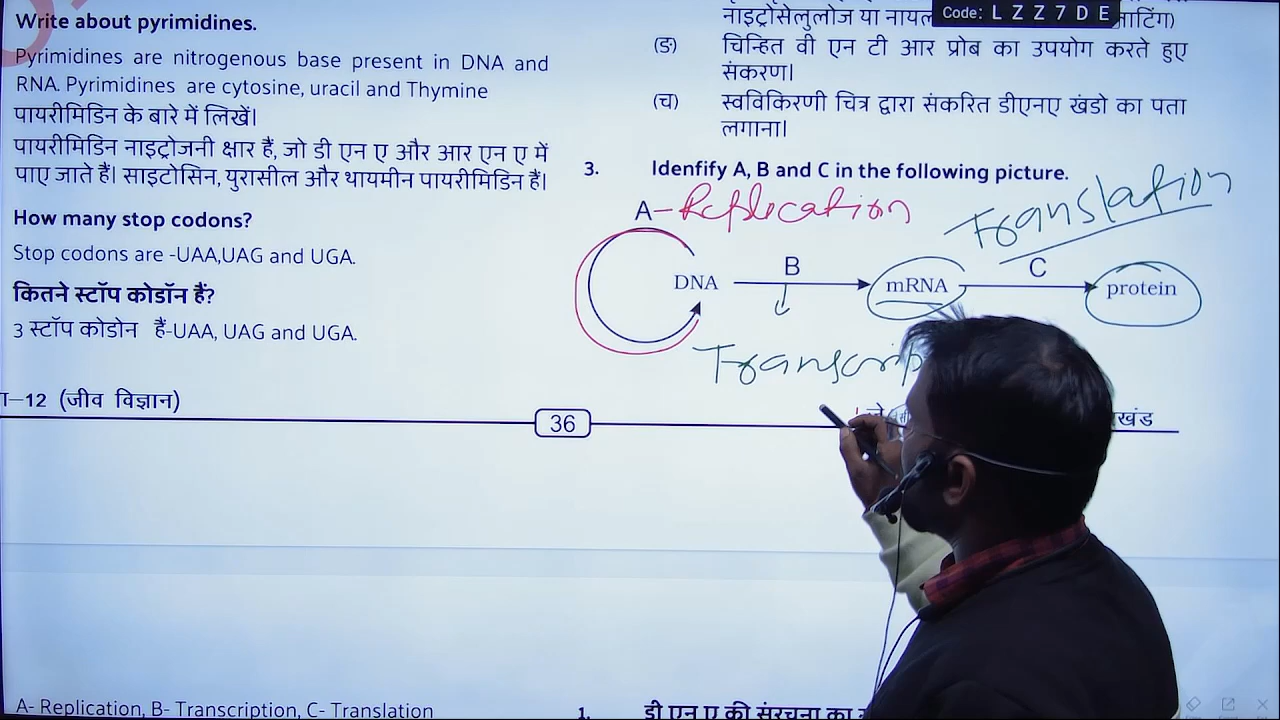 Write about pyrimidines.
Pyrimidines are nitrogenous base present in DNA and
RNA. Pyrimidines are cytosine, uracil and Thymine
पायरीमिडिन के बारे में लिखें।
पायरीमिडिन नाइट्रोजनी क्षार हैं, जो डी एन ए और आर एन ए में
पाए जाते हैं। साइटोसिन, युरासील और थायमीन पायरीमिडिन हैं।
How many stop codons?
Stop codons are -UAA,UAG and UGA.
कितने स्टॉप कोडॉन हैं?
3 स्टॉप कोडोन हैं-UAA, UAG and UGA.
-12 (जीव विज्ञान)
36
A- Replication, B- Transcription, C- Translation
नाइट्रोसेलुलोज या
Code: L Z Z 7 D E
(ङ) चिन्हित वी एन टी आर प्रोब का उपयोग करते हुए
संकरण।
(च) स्वविकिरणी चित्र द्वारा संकरित डीएनए खंडो का पता
लगाना।
3. Idenfify A, B and C in the following picture.
A-Replication
Translation
B
C
DNA
mRNA
protein
Transcrip
खंड
1. डी एन ए की संरचना का